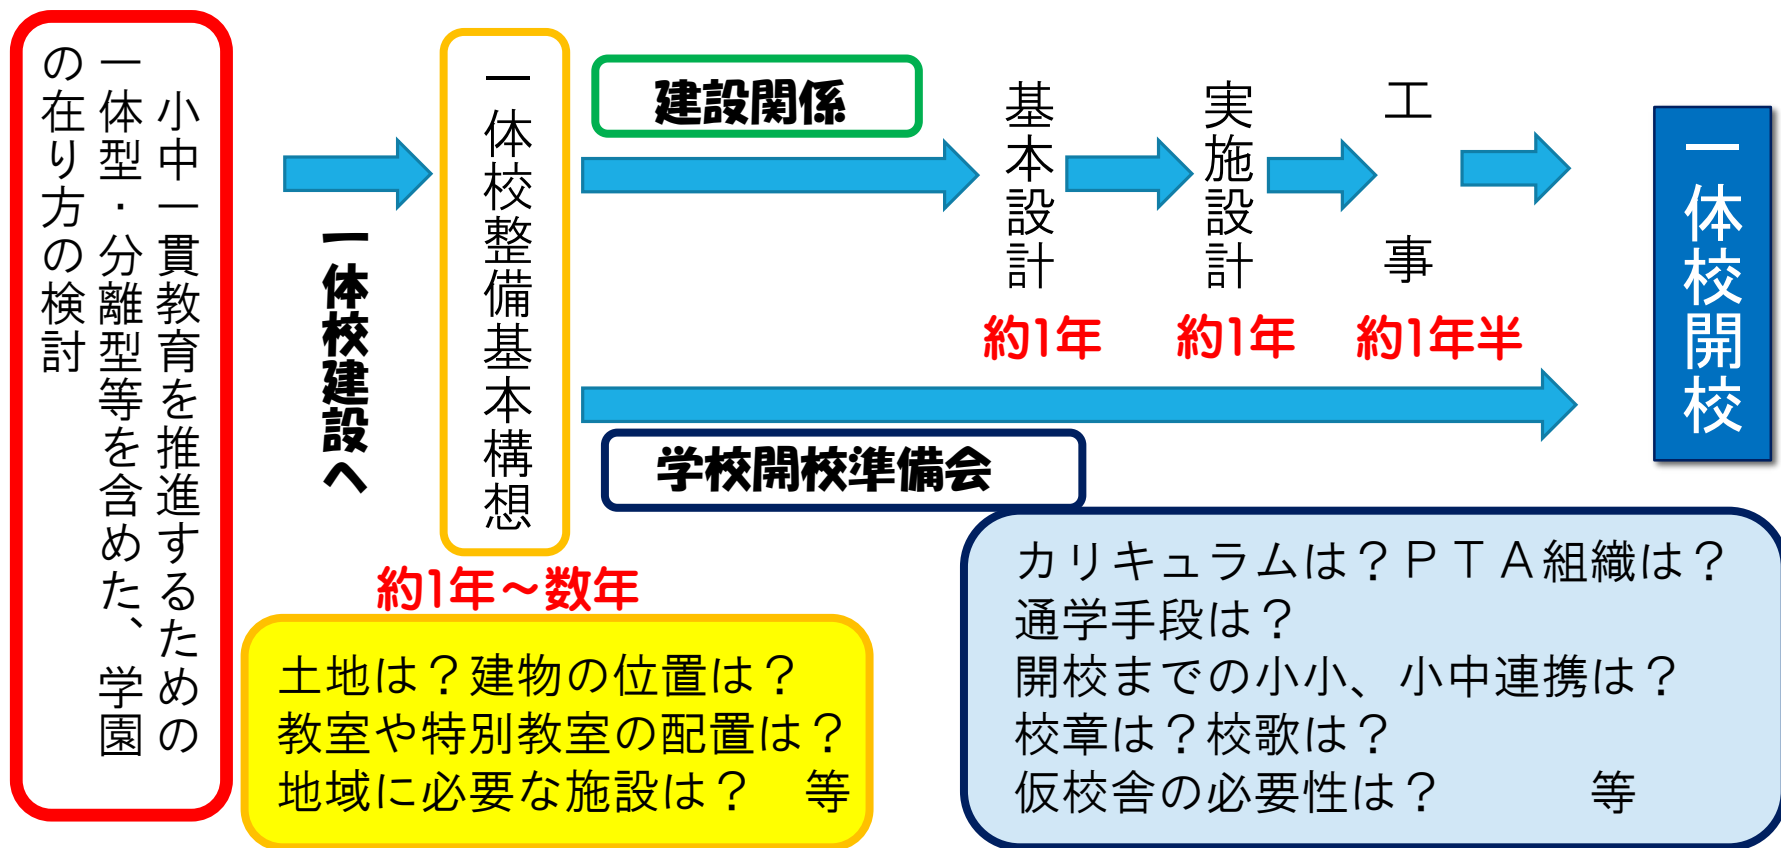 小中一貫教育を推進するための
一体型・分離型等を含めた、学園
の在り方の検討
一体校建設へ
一体校整備基本構想
約1年～数年
土地は？建物の位置は？
教室や特別教室の配置は？
地域に必要な施設は？　等
建設関係
基本設計
約1年
実施設計
約1年
工事
約1年半
学校開校準備会
カリキュラムは？ＰＴＡ組織は？
通学手段は？
開校までの小小、小中連携は？
校章は？校歌は？
仮校舎の必要性は？　　　等
一体校開校